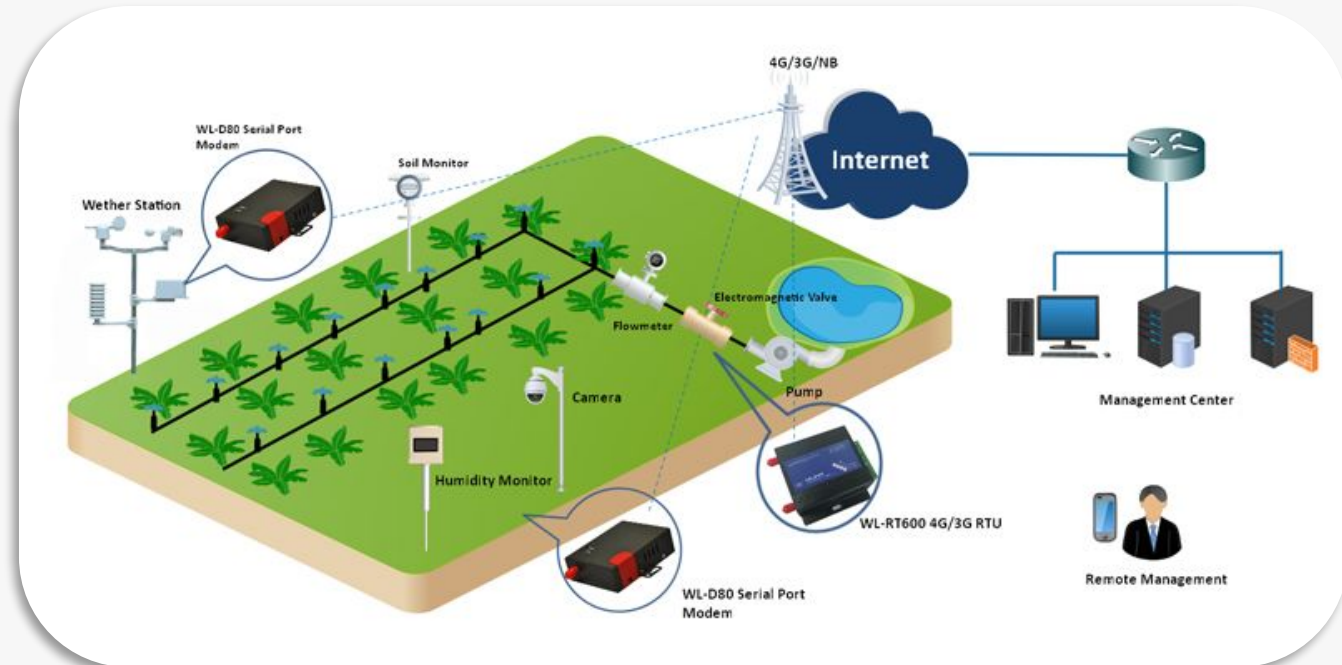 4G/3G/NB
WL-D80 Serial Port
Modem
Internet
Soil Monitor
Wether Station
Electromagnetic Valve
Flowmeter
Camera
Pump
Management Center
Humidity Monitor
WL-RT600 4G/3G RTU
Remote Management
WL-D80 Serial Port
Modem